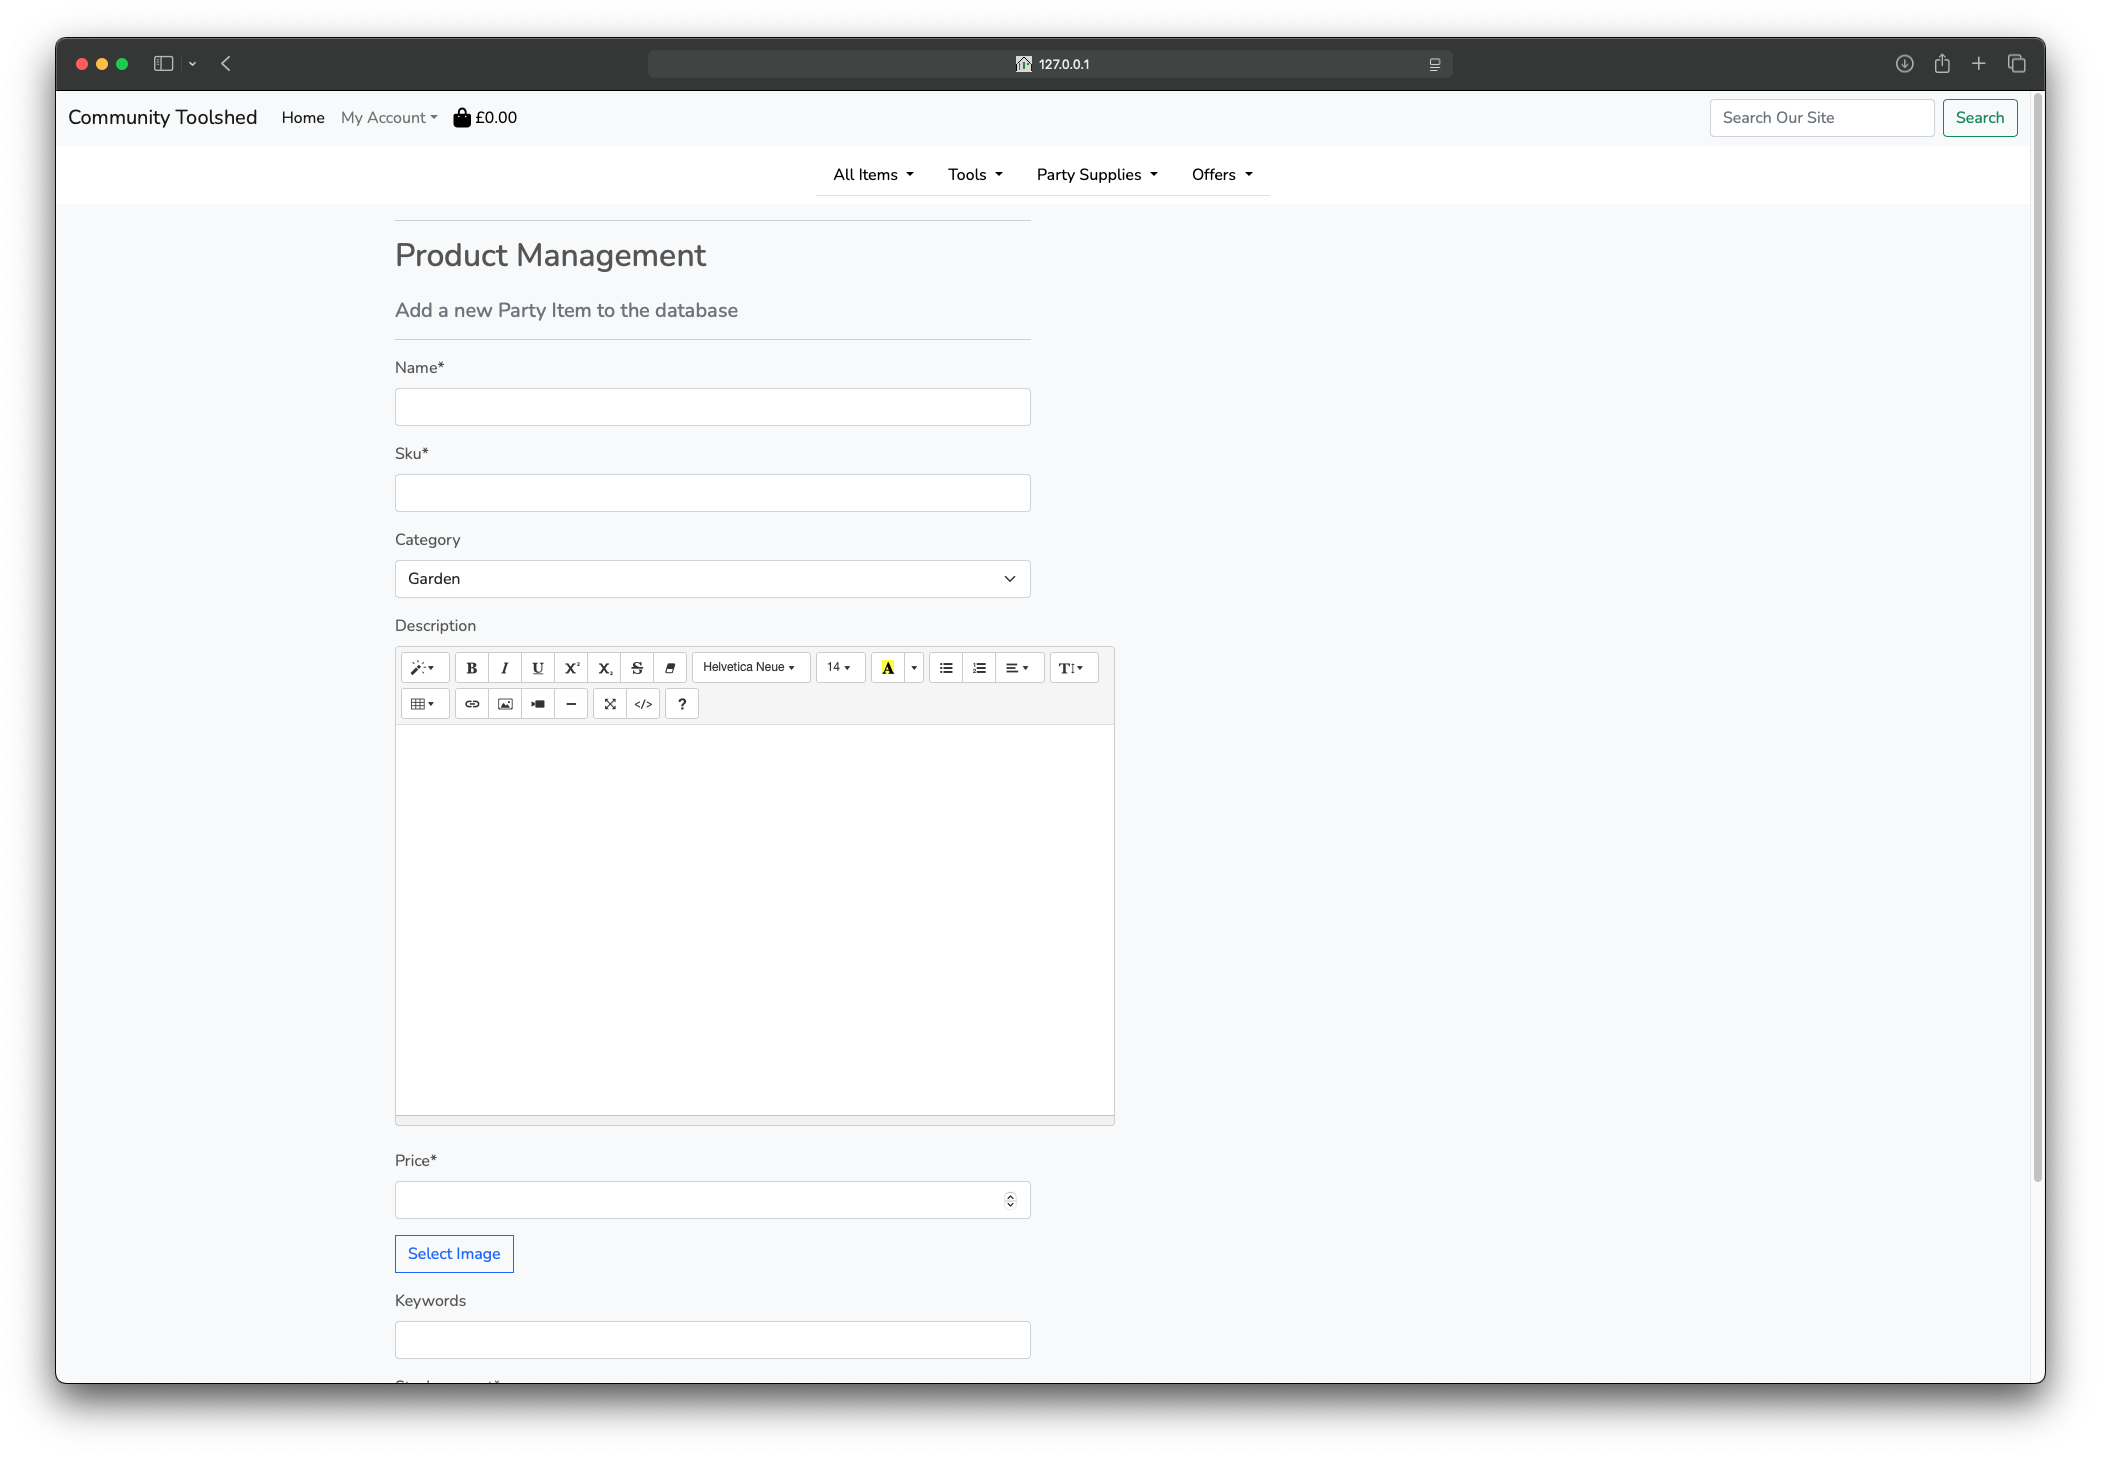 127.0.0.1
Community Toolshed Home My Account £0.00 Search Our Site Search
All Items Tools Party Supplies Offers
Product Management
Add a new Party Item to the database
Name*
Sku*
Category
Garden
Description
B I U X² X₂ S Helvetica Neue 14 A T
</> ?
Price*
Select Image
Keywords